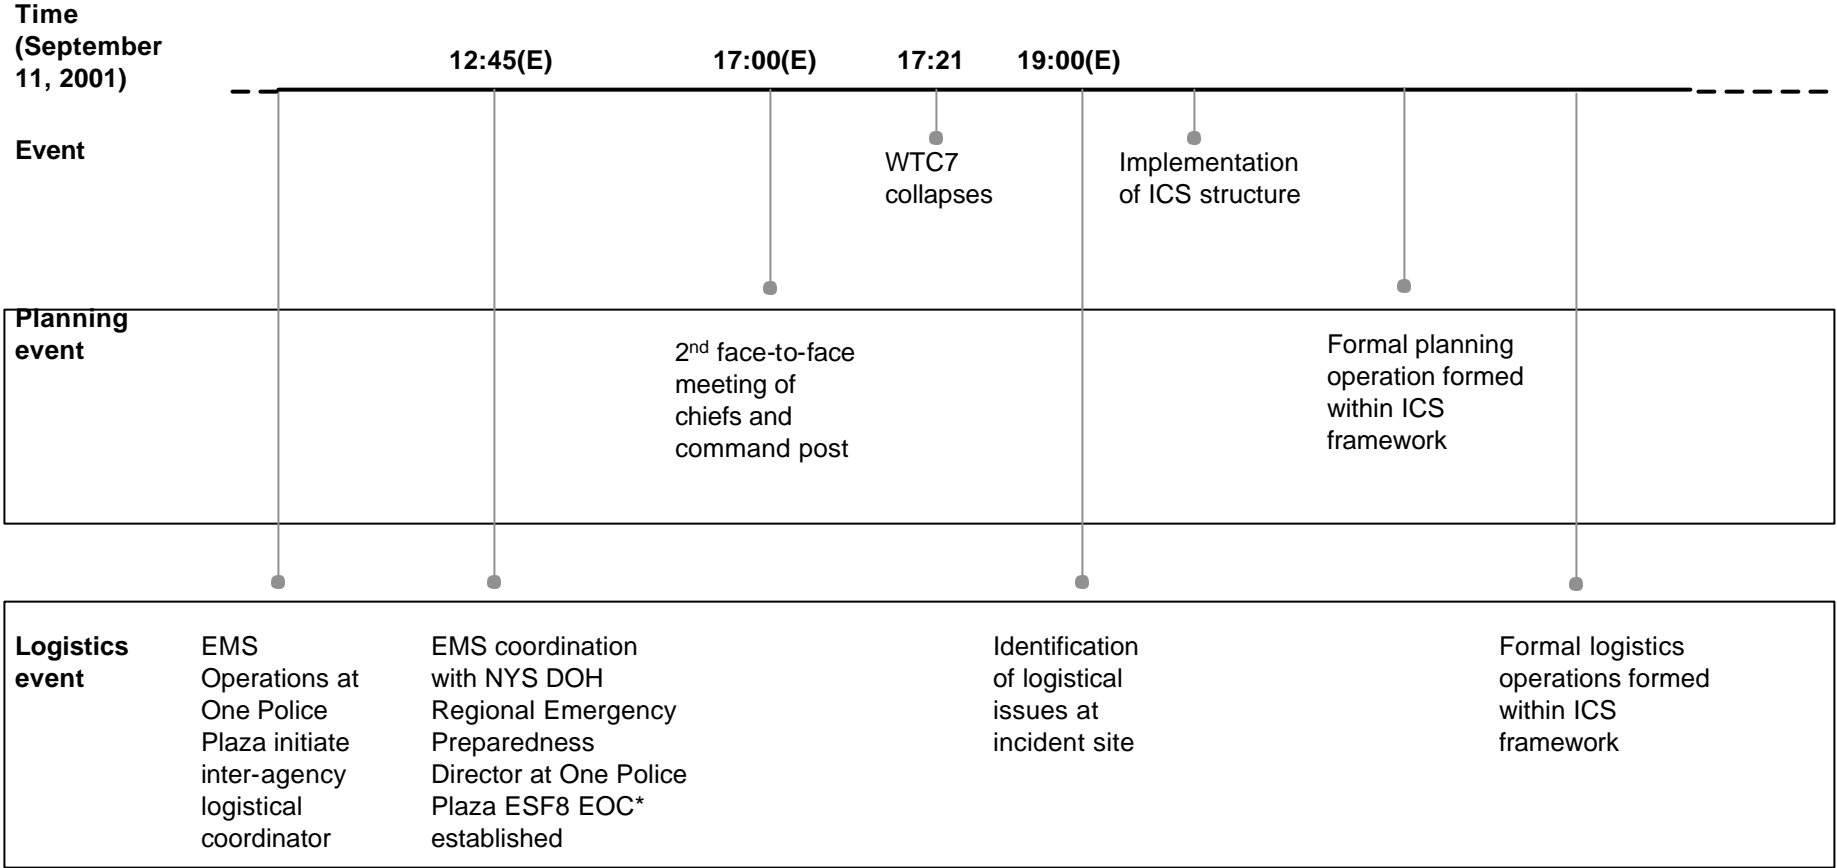 Time
(September
11, 2001)
12:45(E)
17:00(E)
17:21
19:00(E)
Event
WTC7
collapses
Implementation
of ICS structure
Planning
event
2nd face-to-face
meeting of
chiefs and
command post
Formal planning
operation formed
within ICS
framework
Logistics
event
EMS
Operations at
One Police
Plaza initiate
inter-agency
logistical
coordinator
EMS coordination
with NYS DOH
Regional Emergency
Preparedness
Director at One Police
Plaza ESF8 EOC*
established
Identification
of logistical
issues at
incident site
Formal logistics
operations formed
within ICS
framework